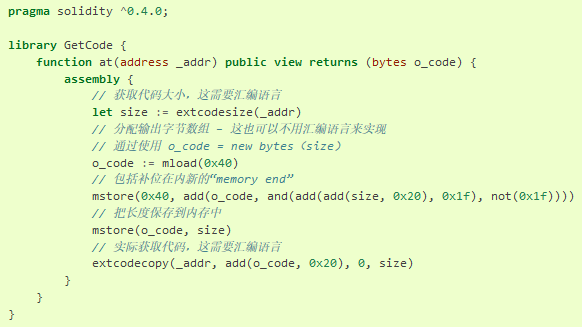 pragma solidity ^0.4.0;
library GetCode {
function at(address _addr) public view returns (bytes o_code) {
assembly {
// 获取代码大小，这需要汇编语言
let size := extcodesize(_addr)
// 分配输出字节数组 – 这也可以不用汇编语言来实现
// 通过使用 o_code = new bytes（size）
o_code := mload(0x40)
// 包括补位在内新的“memory end”
mstore(0x40, add(o_code, and(add(add(size, 0x20), 0x1f), not(0x1f))))
// 把长度保存到内存中
mstore(o_code, size)
// 实际获取代码，这需要汇编语言
extcodecopy(_addr, add(o_code, 0x20), 0, size)
}
}
}